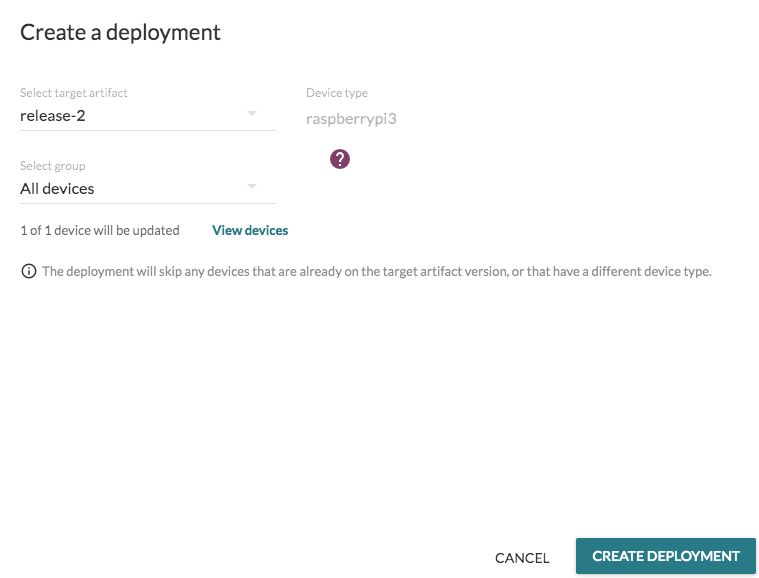 Create a deployment
Select target artifact
release-2
Device type
raspberrypi3
Select group
All devices
?
1 of 1 device will be updated
View devices
The deployment will skip any devices that are already on the target artifact version, or that have a different device type.
CANCEL
CREATE DEPLOYMENT